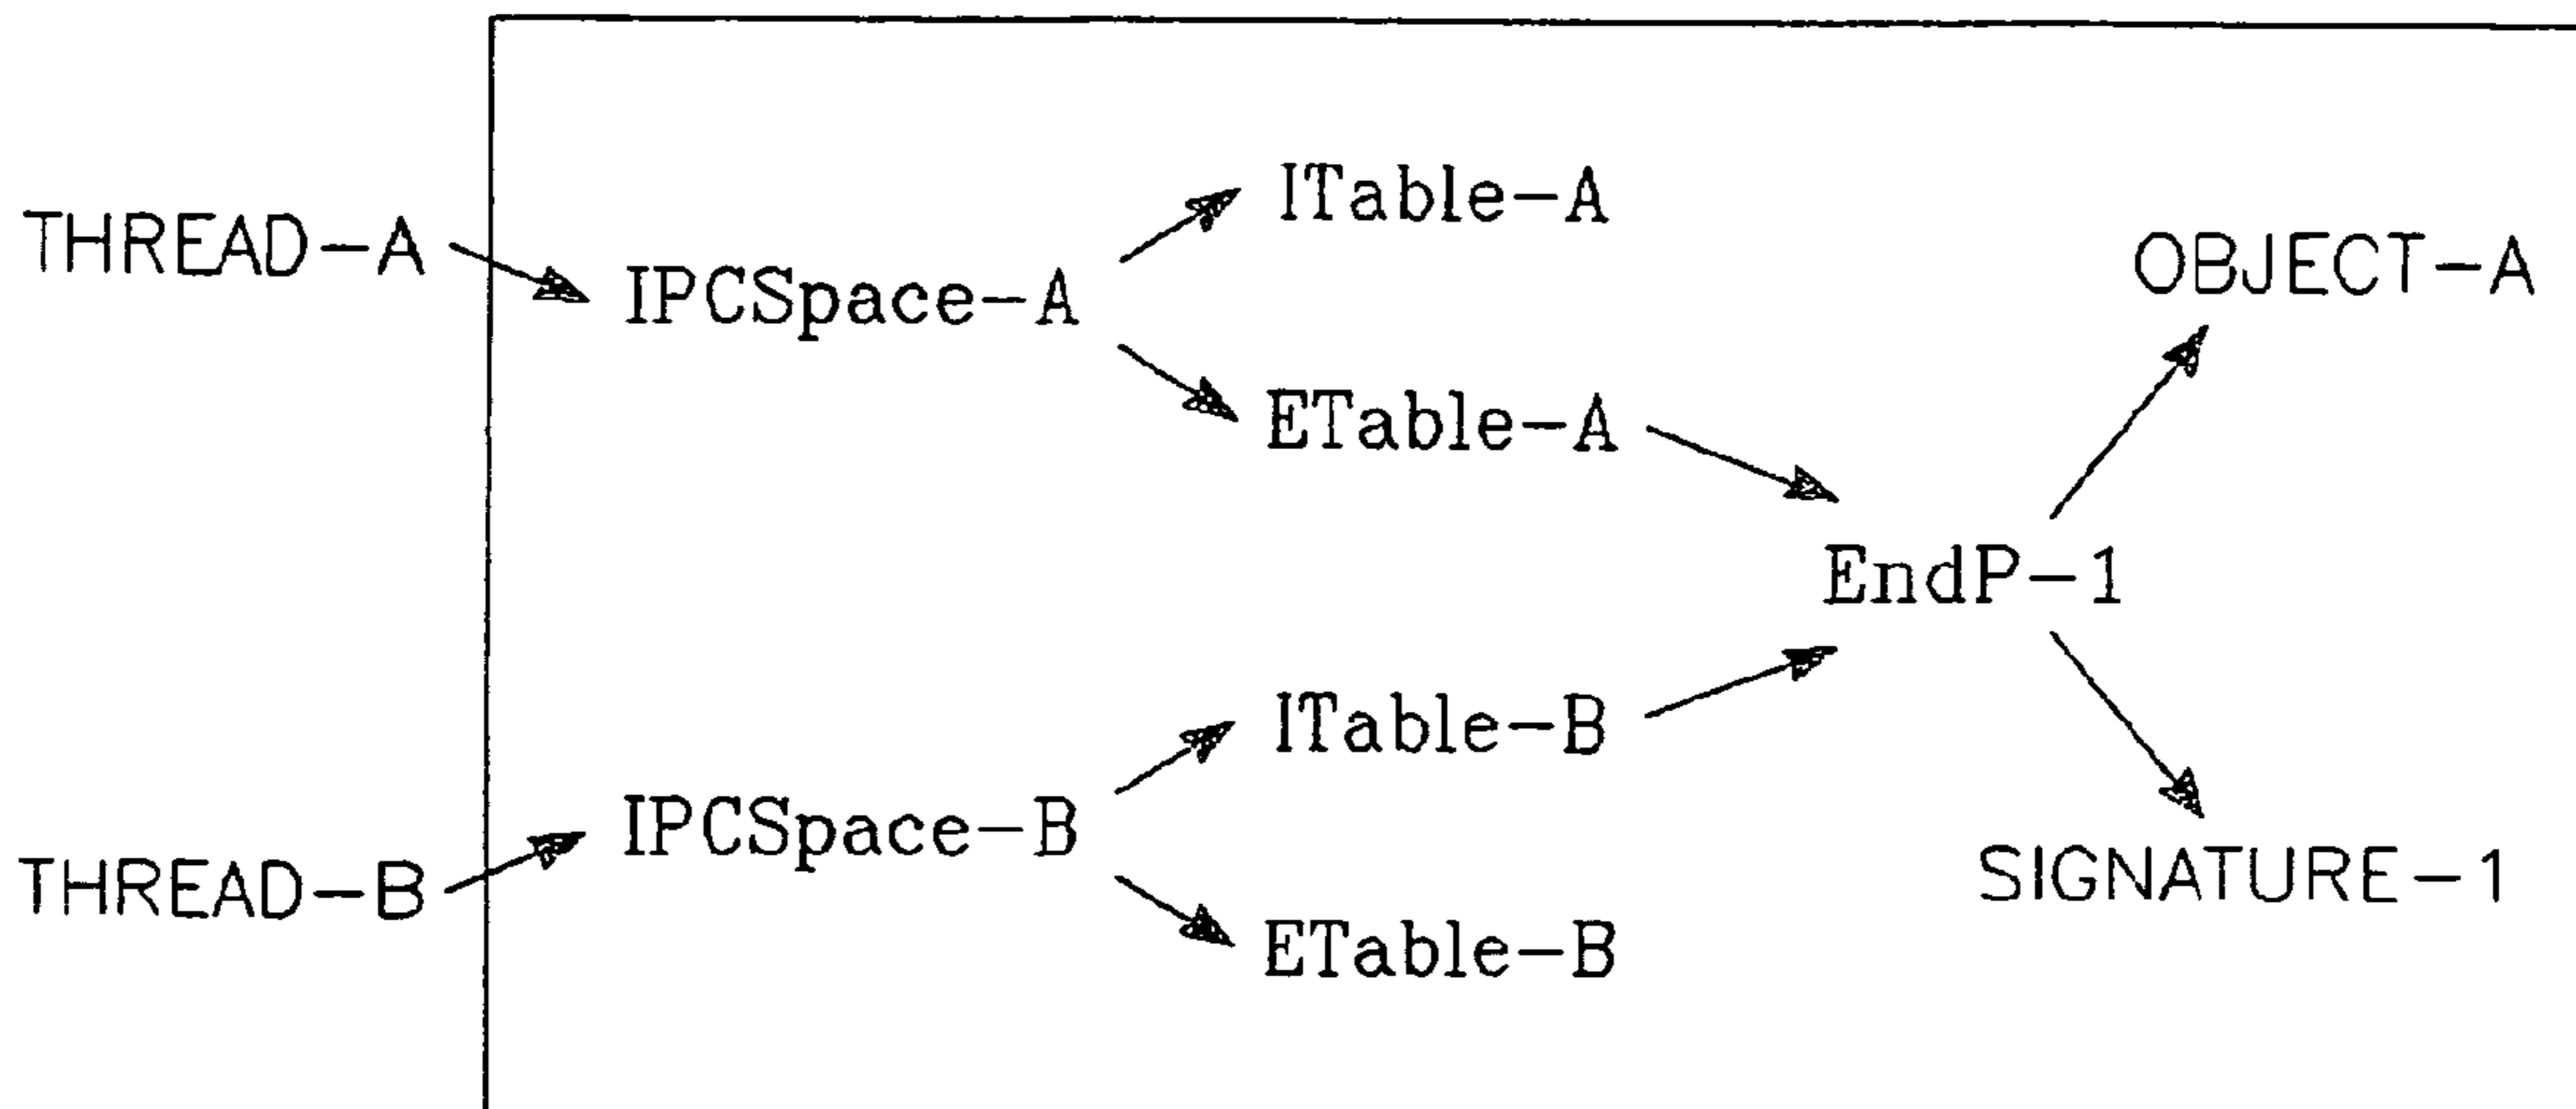 ITable-A
THREAD-A
IPCSpace-A
OBJECT-A
ETable-A
EndP-1
ITable-B
IPCSpace-B
THREAD-B
SIGNATURE-1
ETable-B